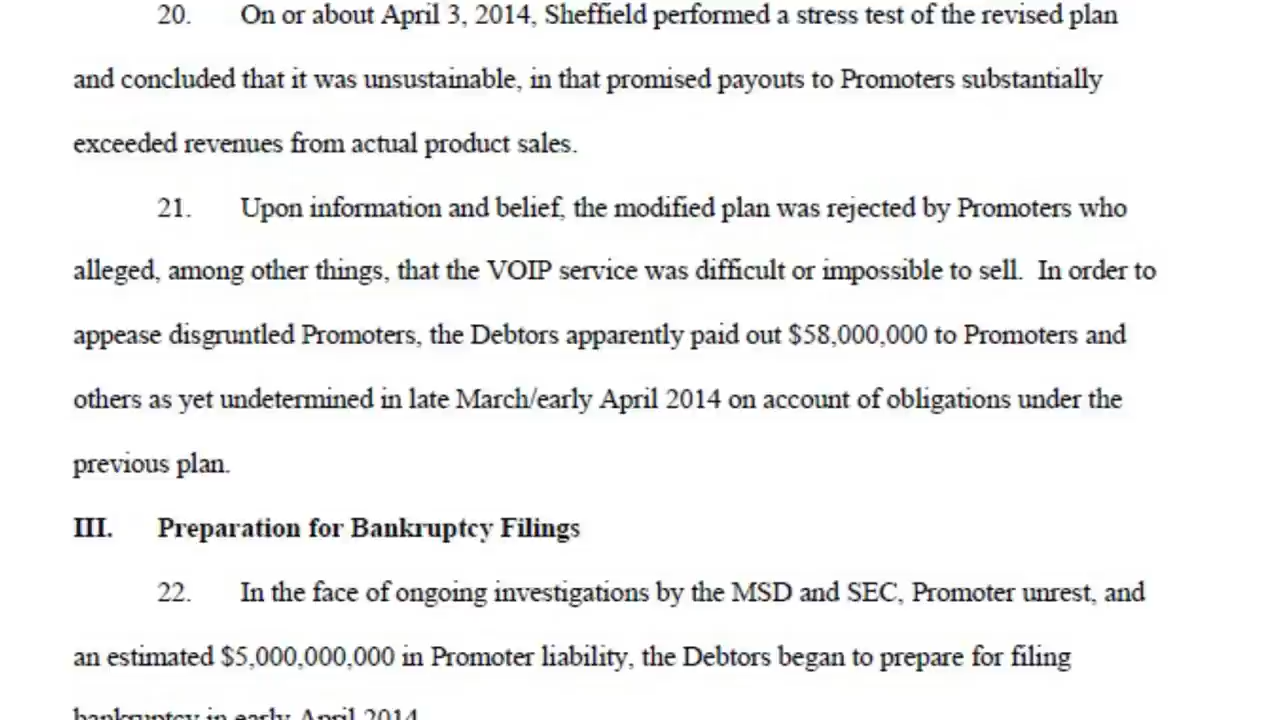 20. On or about April 3, 2014, Sheffield performed a stress test of the revised plan
and concluded that it was unsustainable, in that promised payouts to Promoters substantially
exceeded revenues from actual product sales.
21. Upon information and belief, the modified plan was rejected by Promoters who
alleged, among other things, that the VOIP service was difficult or impossible to sell. In order to
appease disgruntled Promoters, the Debtors apparently paid out $58,000,000 to Promoters and
others as yet undetermined in late March/early April 2014 on account of obligations under the
previous plan.
III. Preparation for Bankruptcy Filings
22. In the face of ongoing investigations by the MSD and SEC, Promoter unrest, and
an estimated $5,000,000,000 in Promoter liability, the Debtors began to prepare for filing
bankruptcy in early April 2014